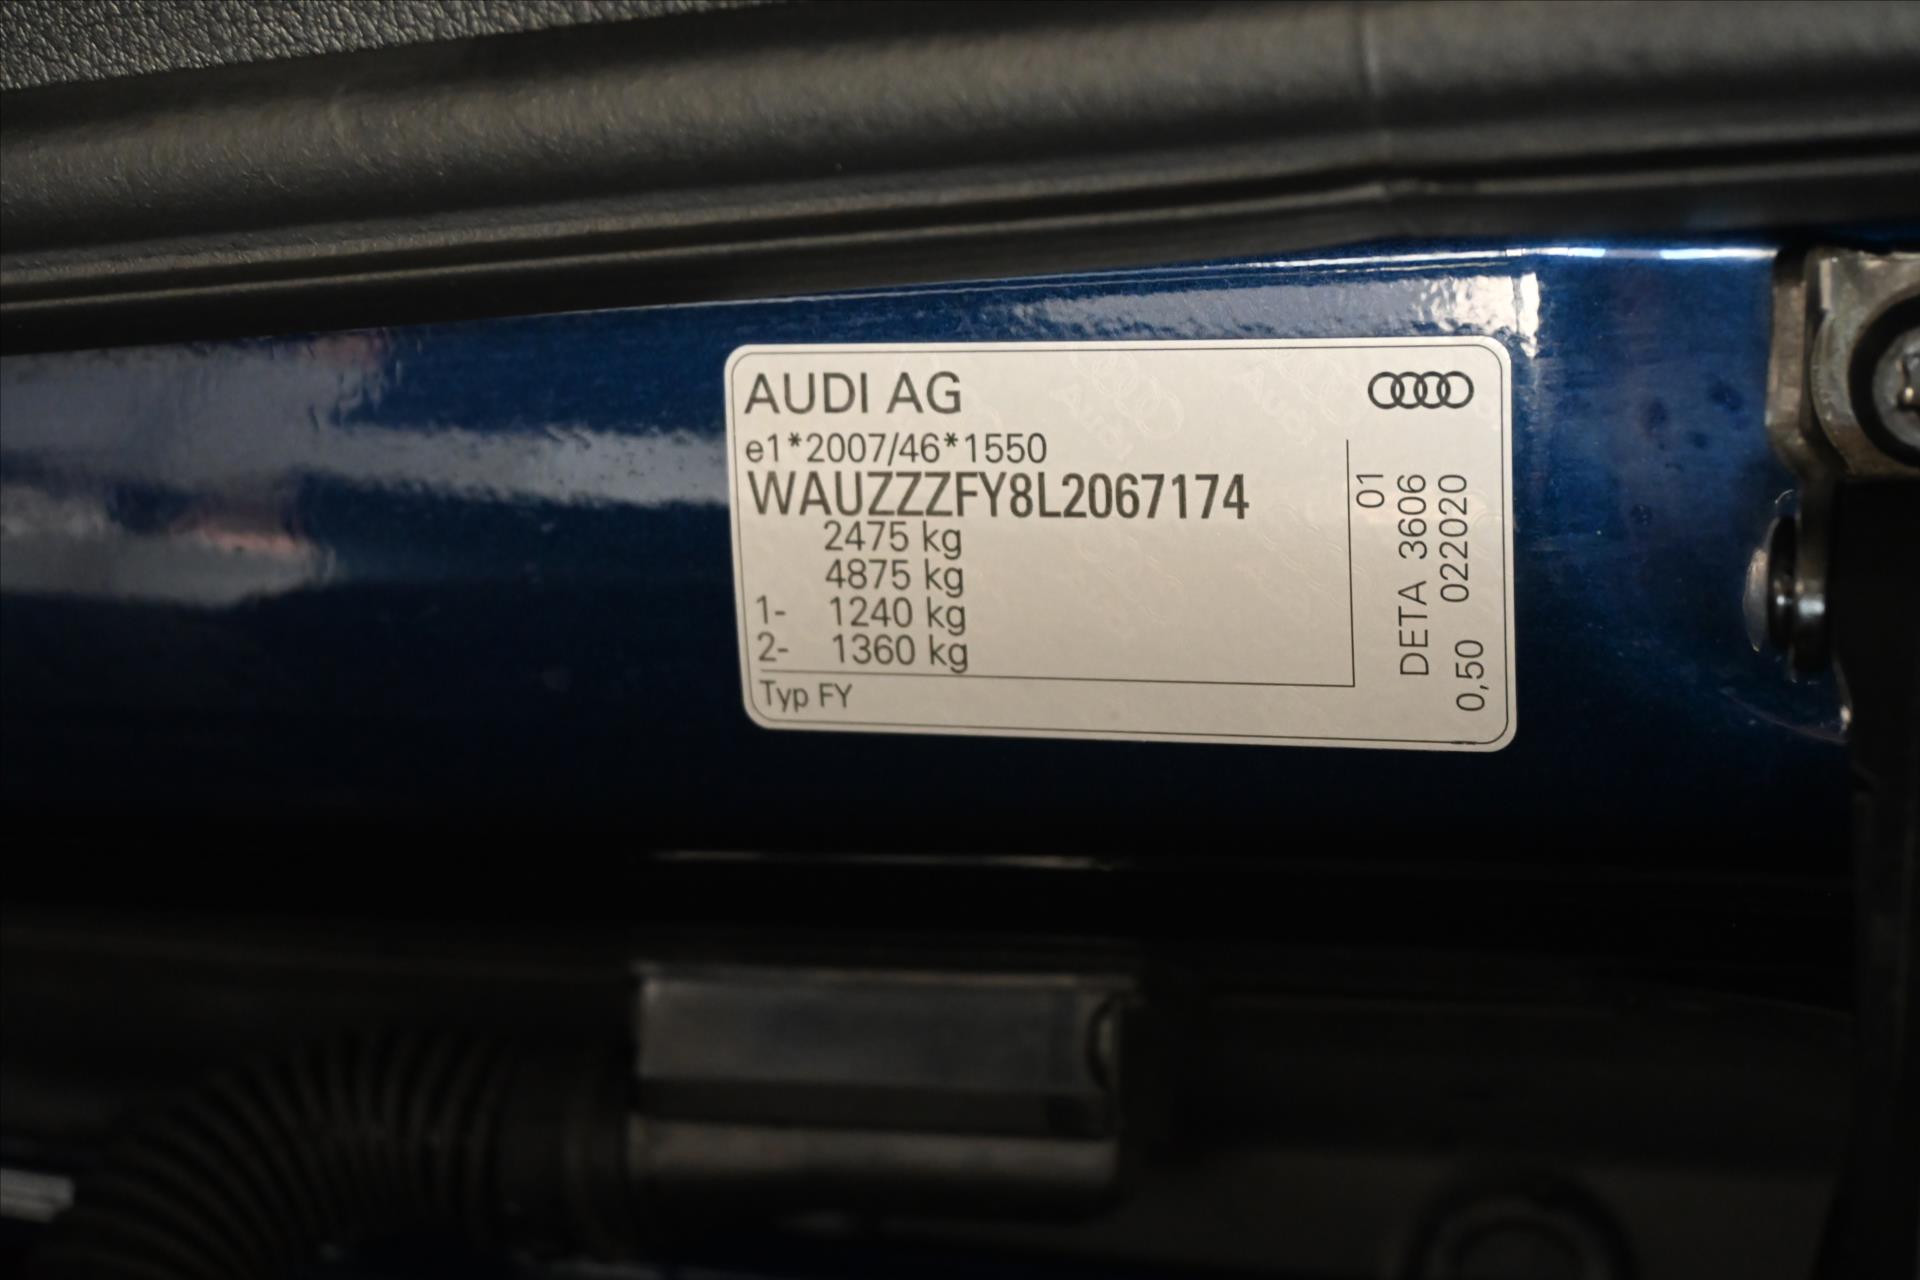 AUDI AG
e1*2007/46*1550
WAUZZZFY8L2067174
2475 kg
4875 kg
1- 1240 kg
2- 1360 kg
Typ FY
01
DETA 3606
0,50 022020